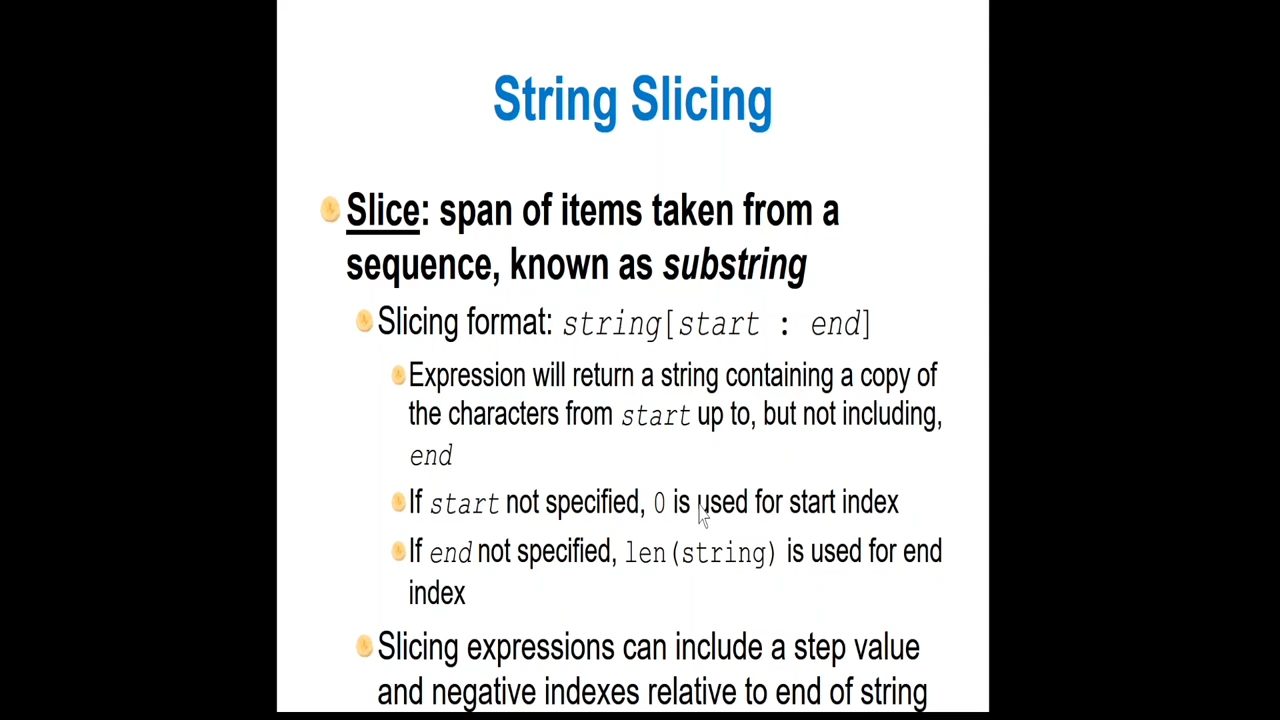 String Slicing
Slice: span of items taken from a
sequence, known as substring
Slicing format: string[start : end]
Expression will return a string containing a copy of
the characters from start up to, but not including,
end
If start not specified, 0 is used for start index
If end not specified, len(string) is used for end
index
Slicing expressions can include a step value
and negative indexes relative to end of string